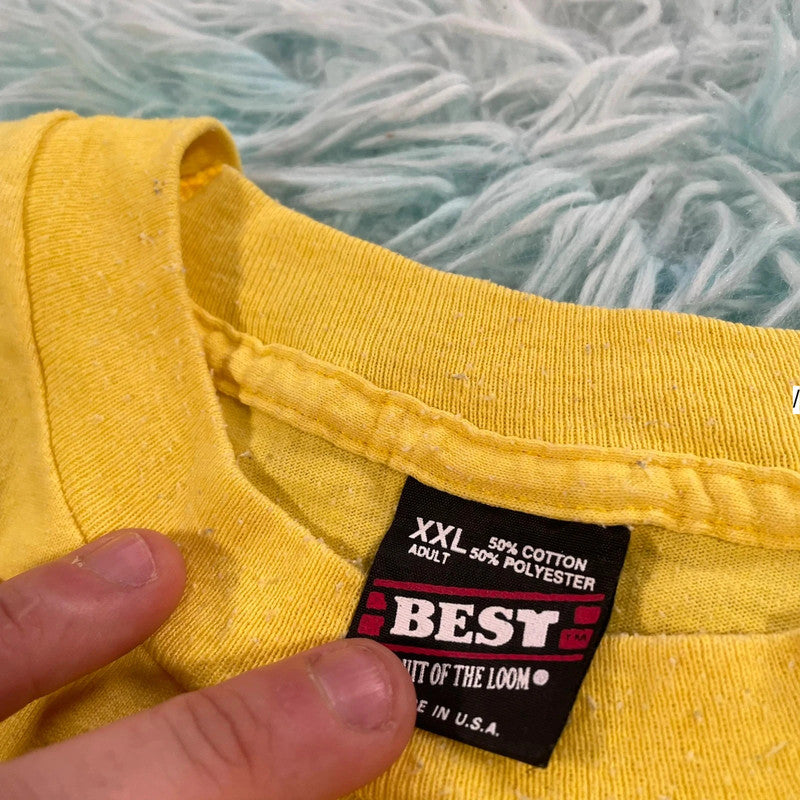 XXL 50% COTTON
ADULT 50% POLYESTER
BEST
OF THE LOOM
IN U.S.A.